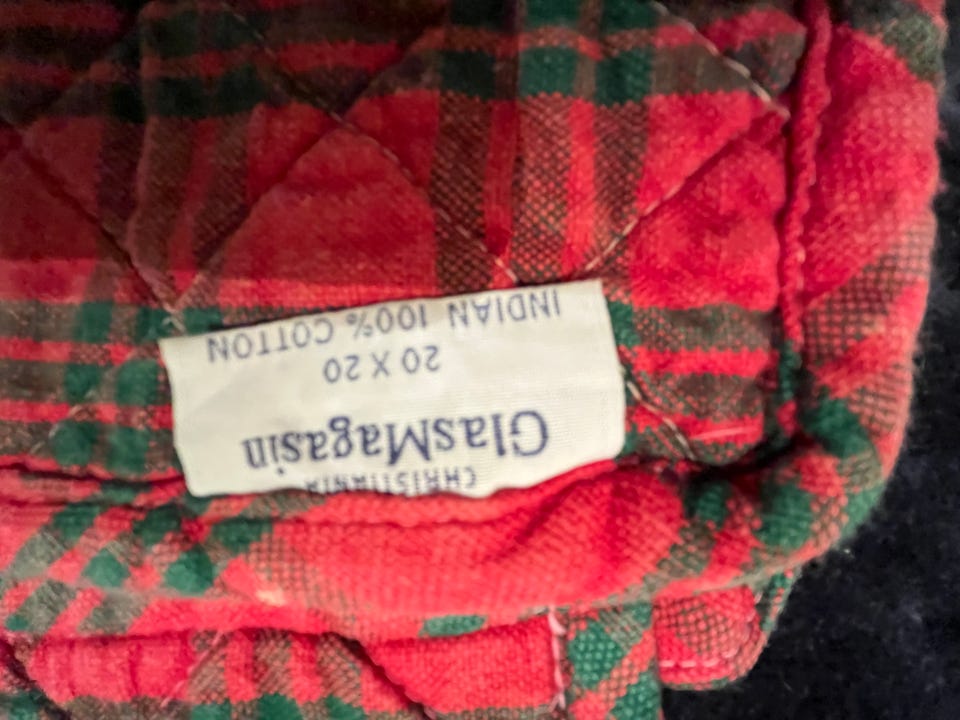 CHRISTIANIA
GlasMagasin
20 X 20
INDIAN 100% COTTON